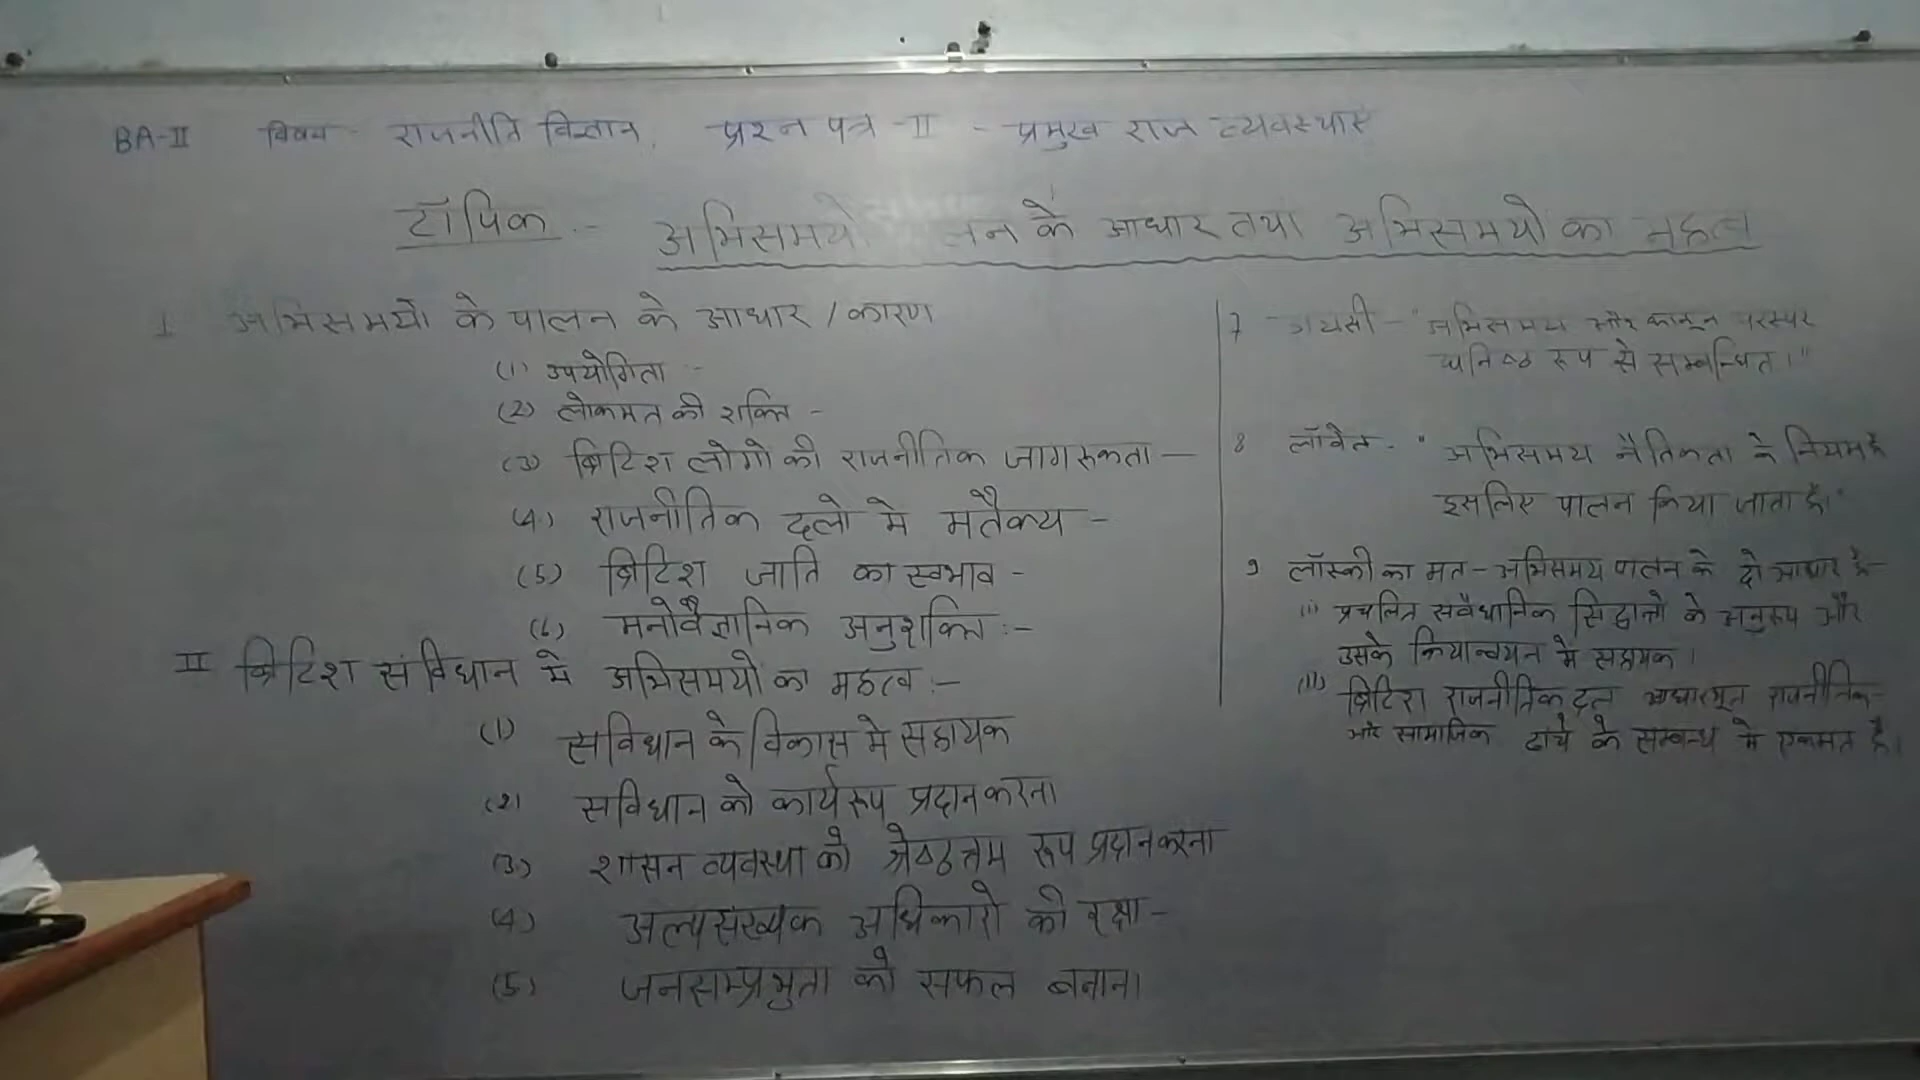 BA-II विषय - राजनीति विज्ञान, प्रश्न पत्र -II - प्रमुख राज व्यवस्थाएं
टॉपिक :- अभिसमयो लन के आधार तथा अभिसमयो का महत्व
I अभिसमयो के पालन के आधार / कारण
(1) उपयोगिता :-
(2) लोकमत की शक्ति -
(3) ब्रिटिश लोगो की राजनीतिक जागरूकता —
(4) राजनीतिक दलो मे मतैक्य -
(5) ब्रिटिश जाति का स्वभाव -
(6) मनोवैज्ञानिक अनुशक्ति :-
II ब्रिटिश संविधान मे अभिसमयो का महत्व :-
(1) सविधान के विकास मे सहायक
(2) सविधान को कार्यरूप प्रदान करना
(3) शासन व्यवस्था को श्रेष्ठत्तम रूप प्रदान करना
(4) अल्पसंख्यक अधिकारो की रक्षा -
(5) जनसम्प्रभुता को सफल बनाना।
7 - डायसी - "अभिसमय और कानून परस्पर
घनिष्ठ रूप से सम्बन्धित।"
8 लॉवेल - "अभिसमय नैतिकता के नियम है
इसलिए पालन किया जाता है।"
9 लॉस्की का मत - अभिसमय पालन के दो आधार है-
(i) प्रचलित संवैधानिक सिद्धान्तो के अनुरूप और
उसके क्रियान्वयन मे सहायक।
(ii) ब्रिटिश राजनीतिक दल आधारभूत राजनीतिक-
और सामाजिक ढांचे के सम्बन्ध मे एकमत है।